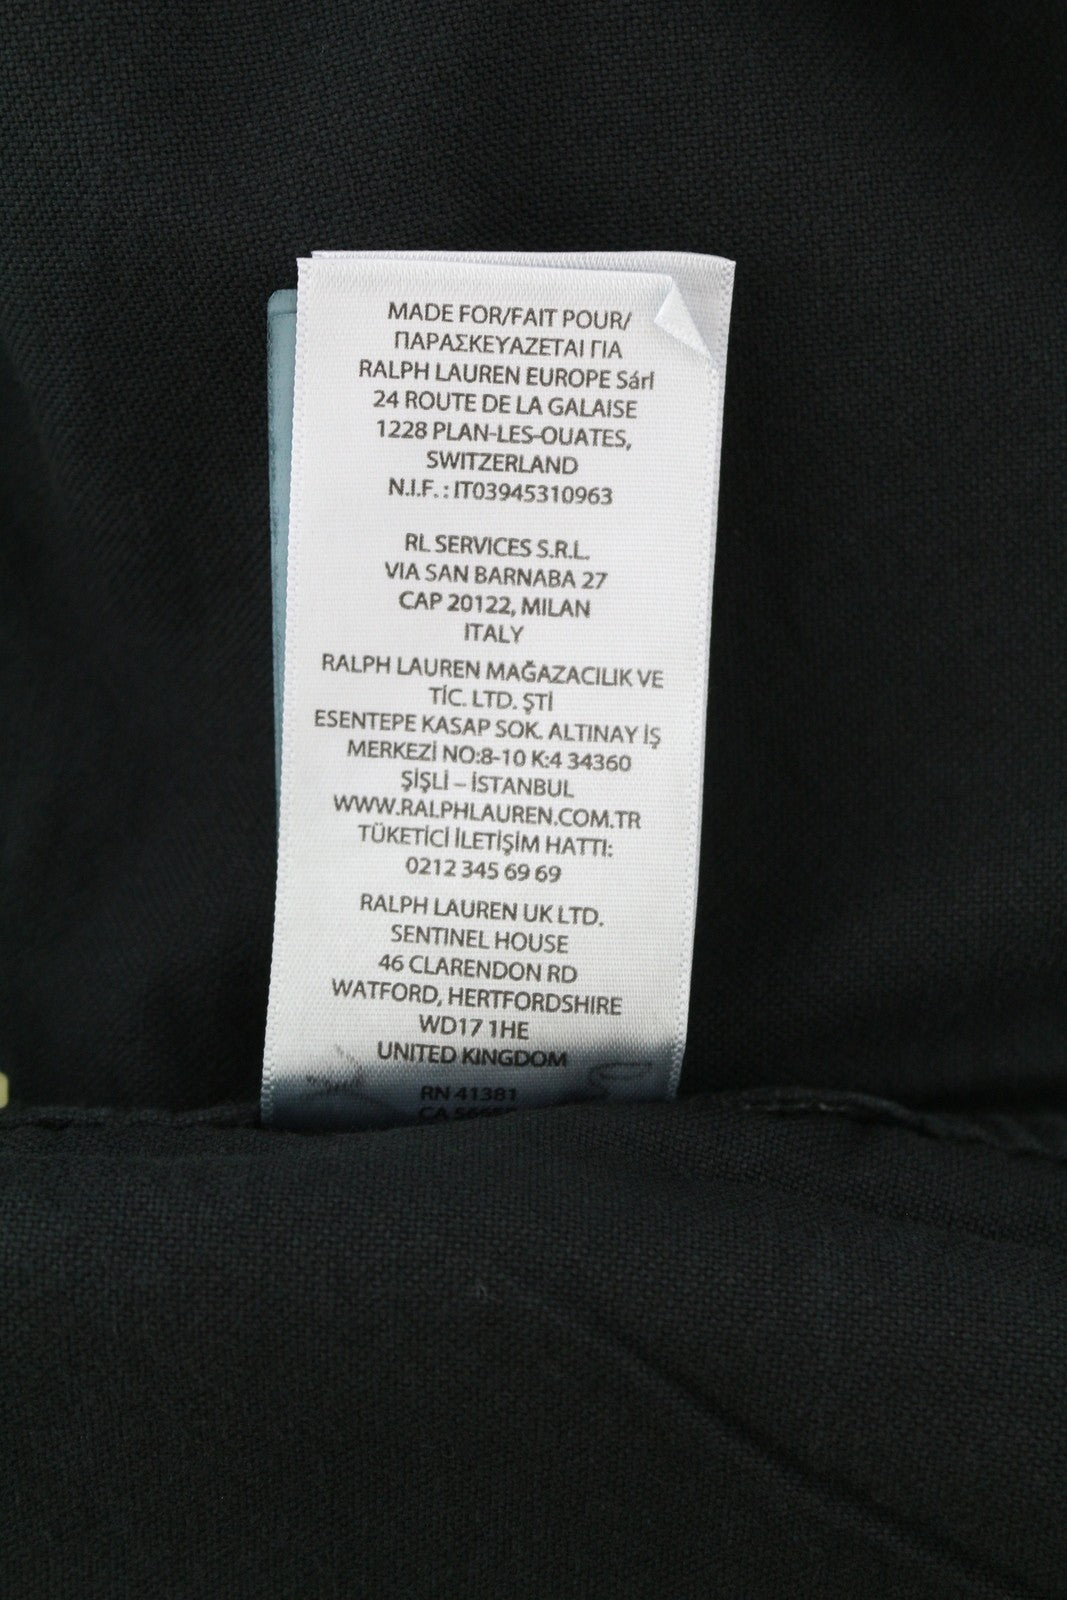 MADE FOR/FAIT POUR/
ΠΑΡΑΣΚΕΥΑΖΕΤΑΙ ΓΙΑ
RALPH LAUREN EUROPE Sárl
24 ROUTE DE LA GALAISE
1228 PLAN-LES-OUATES,
SWITZERLAND
N.I.F. : IT03945310963
RL SERVICES S.R.L.
VIA SAN BARNABA 27
CAP 20122, MILAN
ITALY
RALPH LAUREN MAĞAZACILIK VE
TİC. LTD. ŞTİ
ESENTEPE KASAP SOK. ALTINAY İŞ
MERKEZİ NO:8-10 K:4 34360
ŞİŞLİ – İSTANBUL
WWW.RALPHLAUREN.COM.TR
TÜKETİCİ İLETİŞİM HATTI:
0212 345 69 69
RALPH LAUREN UK LTD.
SENTINEL HOUSE
46 CLARENDON RD
WATFORD, HERTFORDSHIRE
WD17 1HE
UNITED KINGDOM
RN 41381
CA